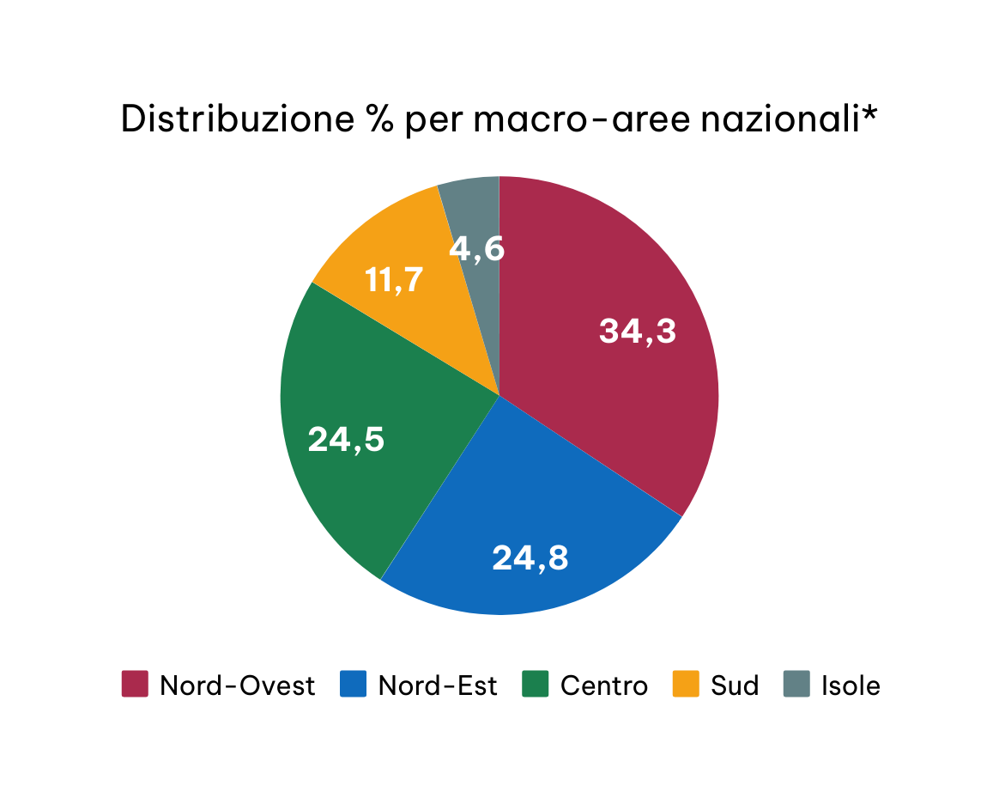 Distribuzione % per macro-aree nazionali*
4,6
11,7
34,3
24,5
24,8
Nord-Ovest Nord-Est Centro Sud Isole